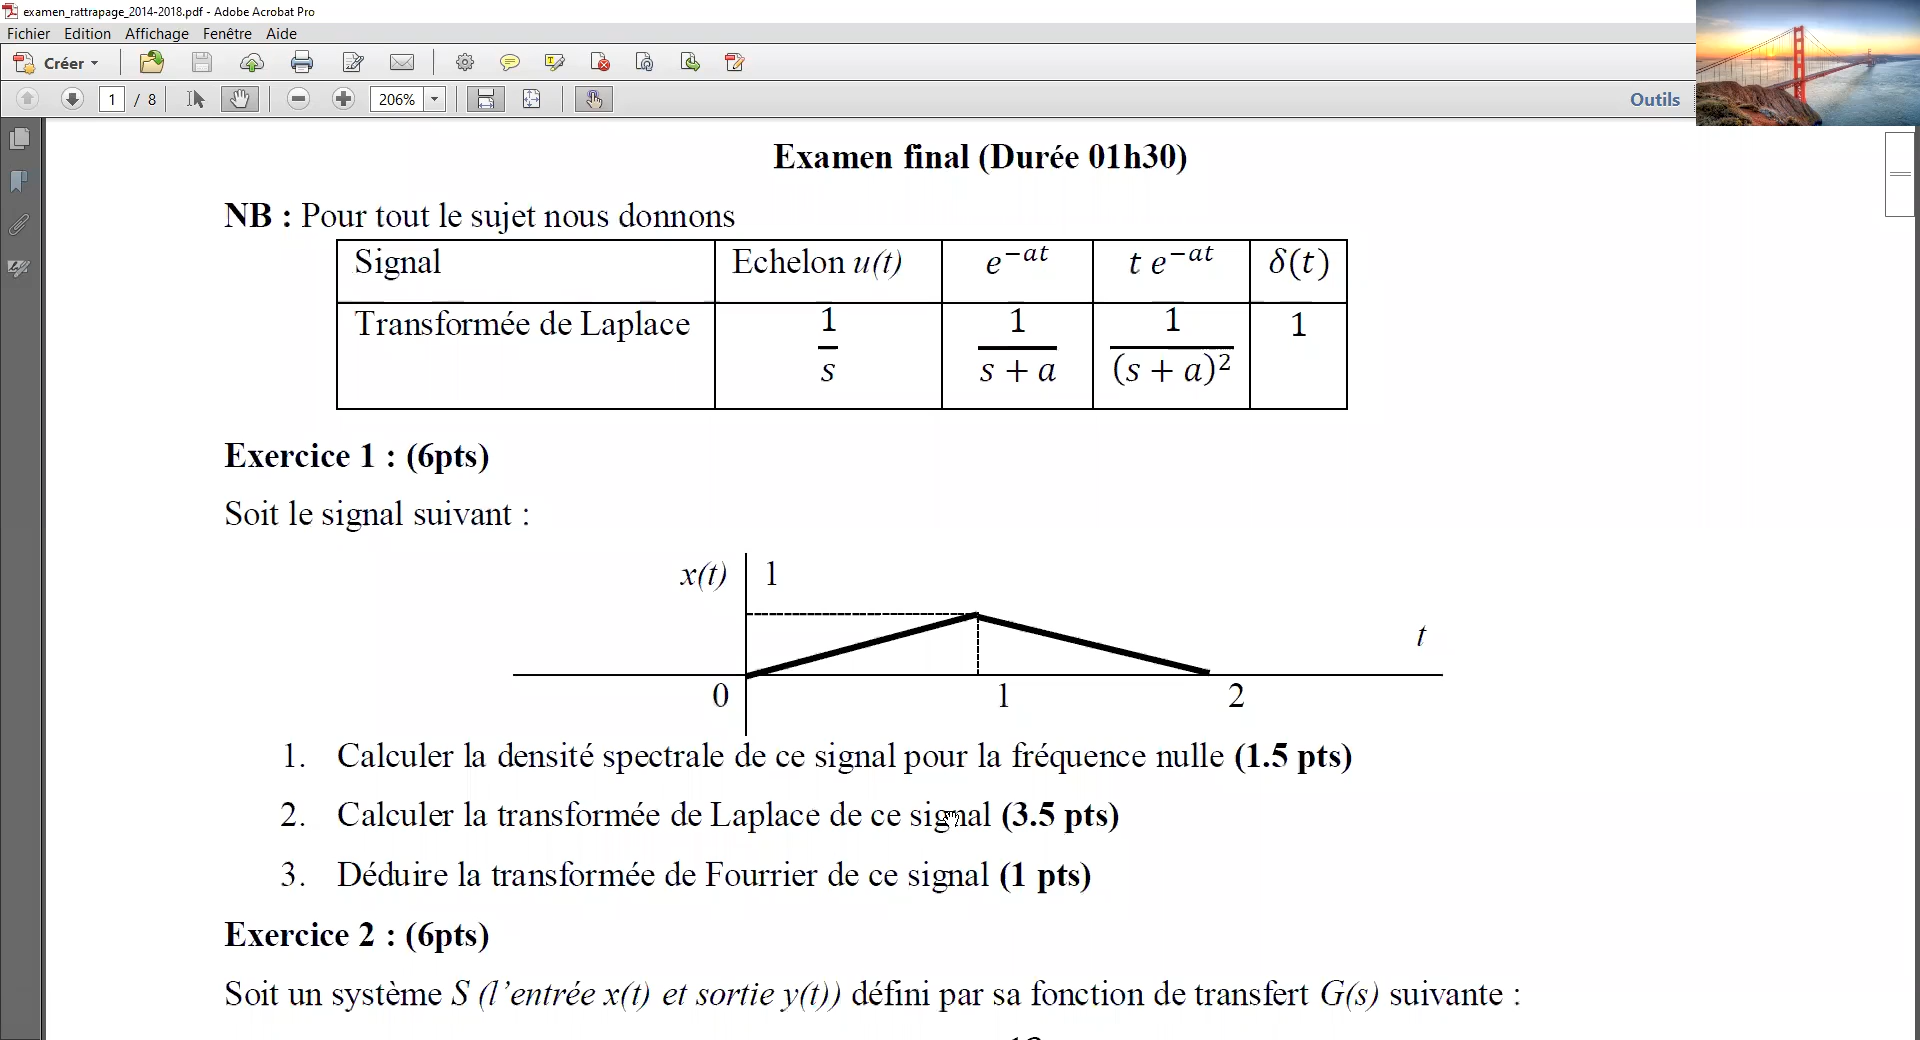 examen_rattrapage_2014-2018.pdf - Adobe Acrobat Pro
Fichier Edition Affichage Fenêtre Aide
Créer
1 / 8 206% Outils
Examen final (Durée 01h30)
NB : Pour tout le sujet nous donnons
Signal Echelon u(t) e^{-at} t e^{-at} δ(t)
Transformée de Laplace 1/s 1/(s + a) 1/(s + a)² 1
Exercice 1 : (6pts)
Soit le signal suivant :
x(t) 1
t
0 1 2
1. Calculer la densité spectrale de ce signal pour la fréquence nulle (1.5 pts)
2. Calculer la transformée de Laplace de ce signal (3.5 pts)
3. Déduire la transformée de Fourrier de ce signal (1 pts)
Exercice 2 : (6pts)
Soit un système S (l'entrée x(t) et sortie y(t)) défini par sa fonction de transfert G(s) suivante :